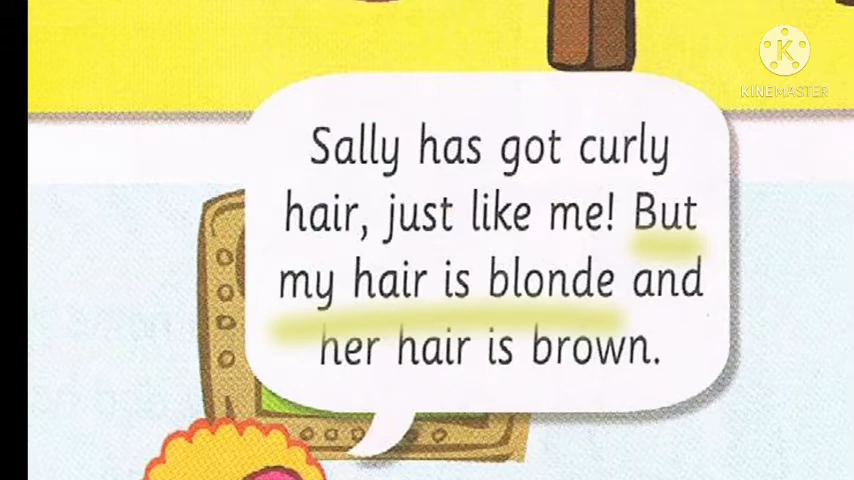 KINEMASTER
Sally has got curly
hair, just like me! But
my hair is blonde and
her hair is brown.